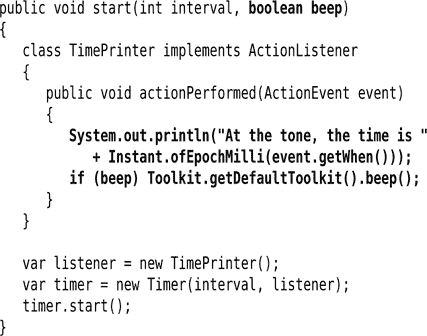 public void start(int interval, boolean beep)
{
   class TimePrinter implements ActionListener
   {
      public void actionPerformed(ActionEvent event)
      {
         System.out.println("At the tone, the time is "
            + Instant.ofEpochMilli(event.getWhen()));
         if (beep) Toolkit.getDefaultToolkit().beep();
      }
   }

   var listener = new TimePrinter();
   var timer = new Timer(interval, listener);
   timer.start();
}